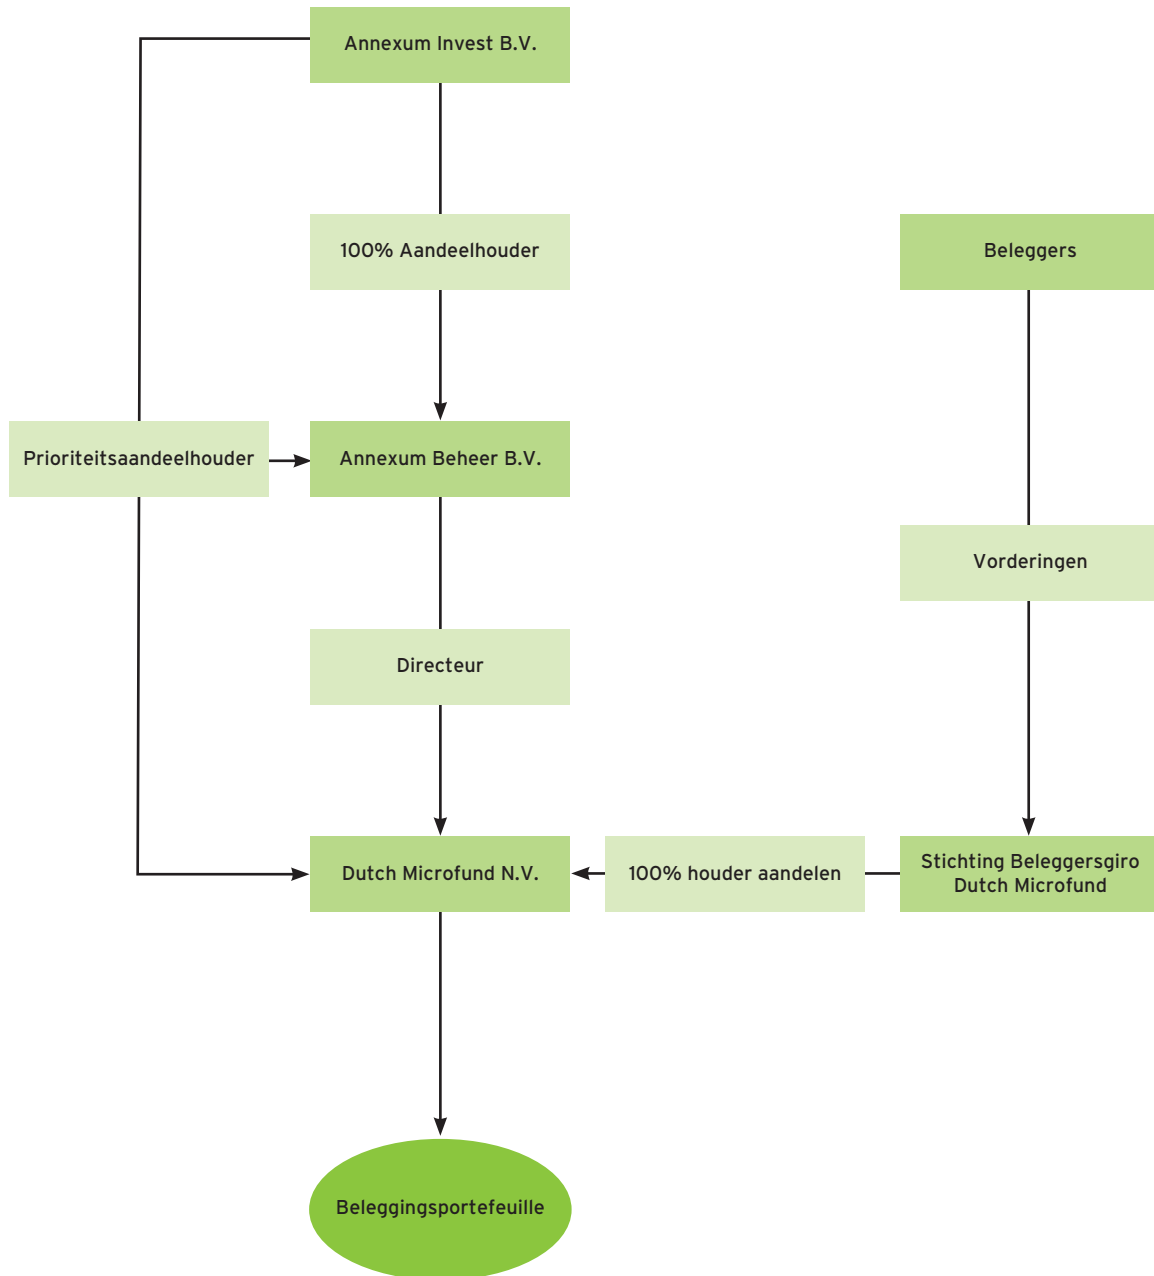 Annexum Invest B.V.
100% Aandeelhouder
Beleggers
Prioriteitsaandeelhouder
Annexum Beheer B.V.
Vorderingen
Directeur
Dutch Microfund N.V.
100% houder aandelen
Stichting Beleggersgiro
Dutch Microfund
Beleggingsportefeuille